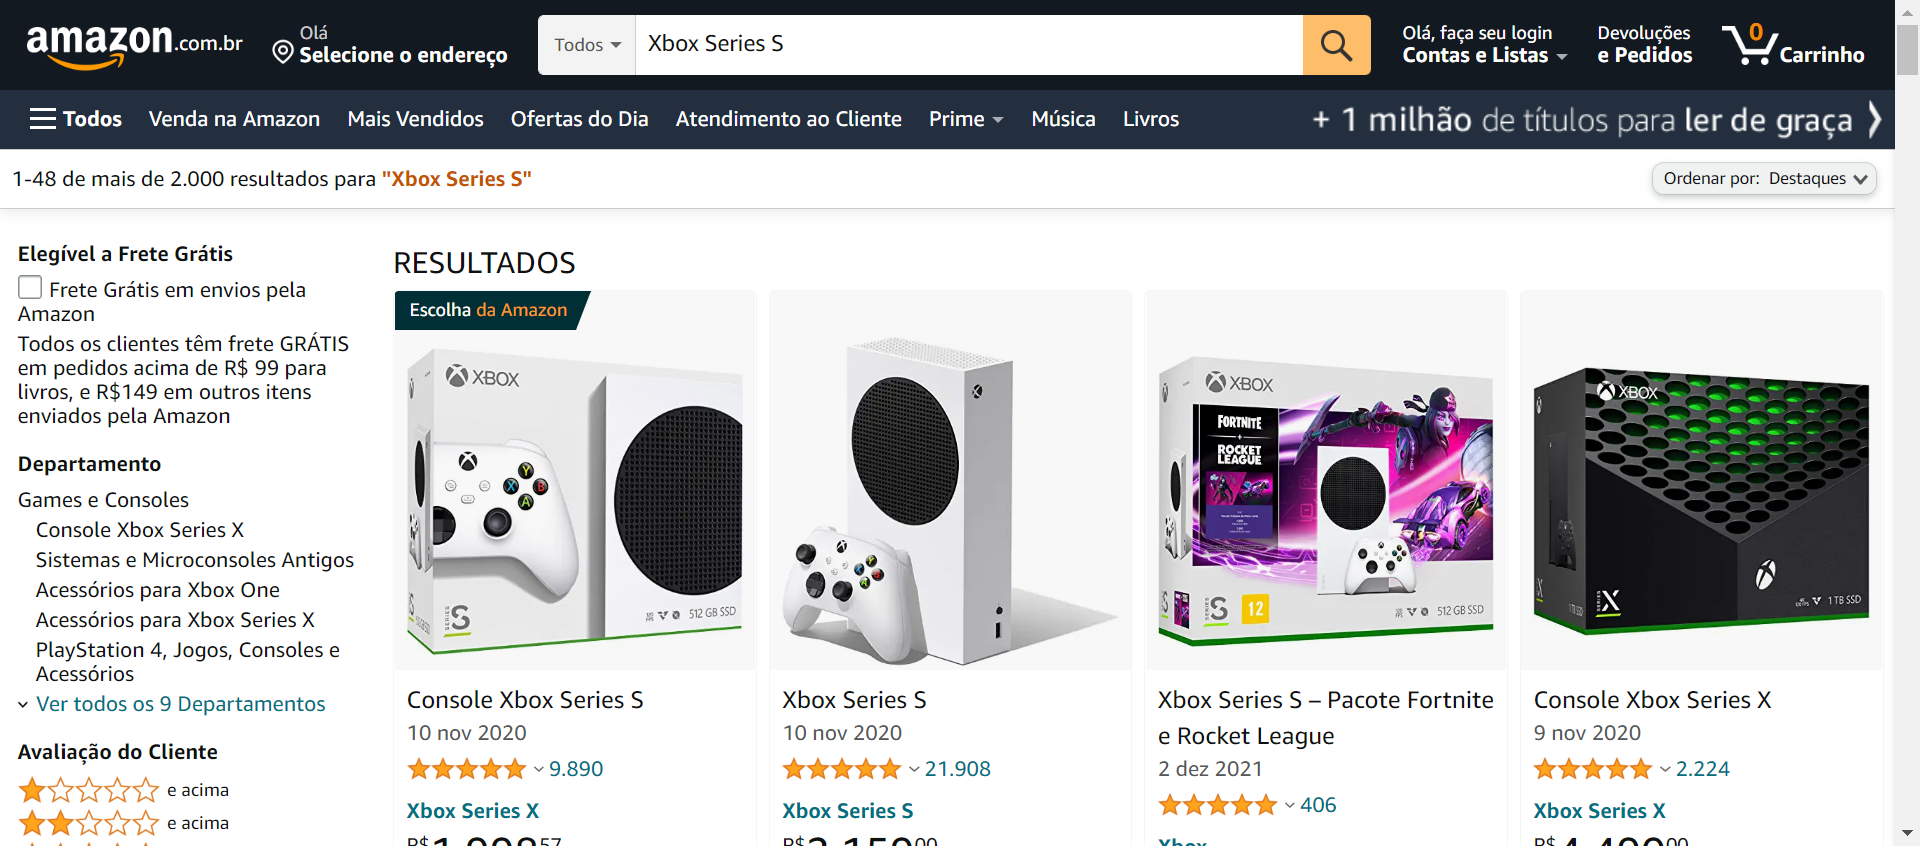 amazon.com.br
Olá
Selecione o endereço
Todos
Xbox Series S
Olá, faça seu login
Contas e Listas
Devoluções
e Pedidos
0
Carrinho
Todos
Venda na Amazon
Mais Vendidos
Ofertas do Dia
Atendimento ao Cliente
Prime
Música
Livros
+ 1 milhão de títulos para ler de graça
1-48 de mais de 2.000 resultados para "Xbox Series S"
Ordenar por: Destaques
Elegível a Frete Grátis
Frete Grátis em envios pela
Amazon
Todos os clientes têm frete GRÁTIS
em pedidos acima de R$ 99 para
livros, e R$149 em outros itens
enviados pela Amazon
Departamento
Games e Consoles
Console Xbox Series X
Sistemas e Microconsoles Antigos
Acessórios para Xbox One
Acessórios para Xbox Series X
PlayStation 4, Jogos, Consoles e
Acessórios
Ver todos os 9 Departamentos
Avaliação do Cliente
e acima
e acima
RESULTADOS
Escolha da Amazon
XBOX
Y
X
B
A
SERIES
S
512 GB SSD
Console Xbox Series S
10 nov 2020
9.890
Xbox Series X
Xbox Series S
10 nov 2020
21.908
Xbox Series S
XBOX
FORTNITE
+
ROCKET
LEAGUE
SERIES
S
12
512 GB SSD
Xbox Series S – Pacote Fortnite
e Rocket League
2 dez 2021
406
Xbox
XBOX
SERIES
X
1 TB SSD
Console Xbox Series X
9 nov 2020
2.224
Xbox Series X